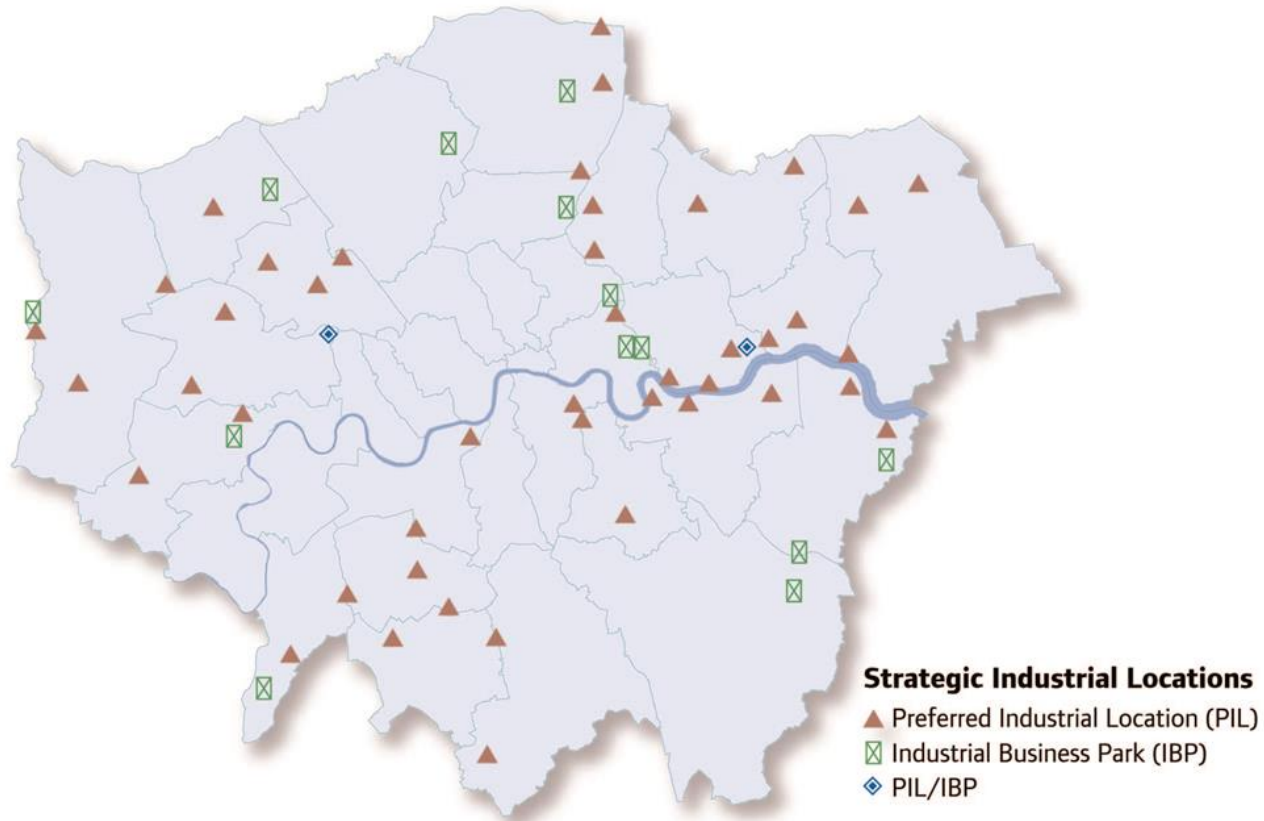 Strategic Industrial Locations
Preferred Industrial Location (PIL)
Industrial Business Park (IBP)
PIL/IBP